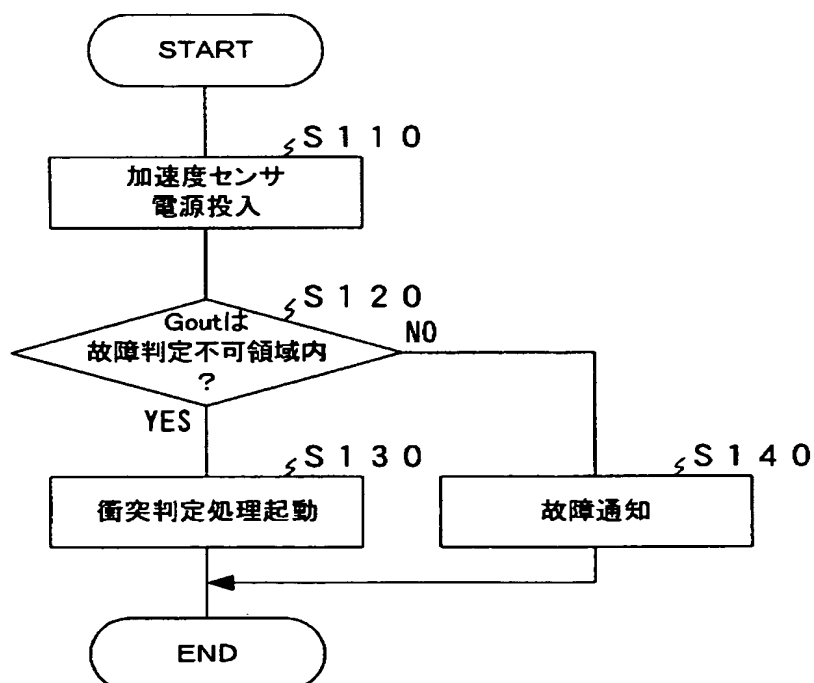 START
S110
加速度センサ
電源投入
S120
Goutは
故障判定不可領域内
?
NO
YES
S130
衝突判定処理起動
S140
故障通知
END